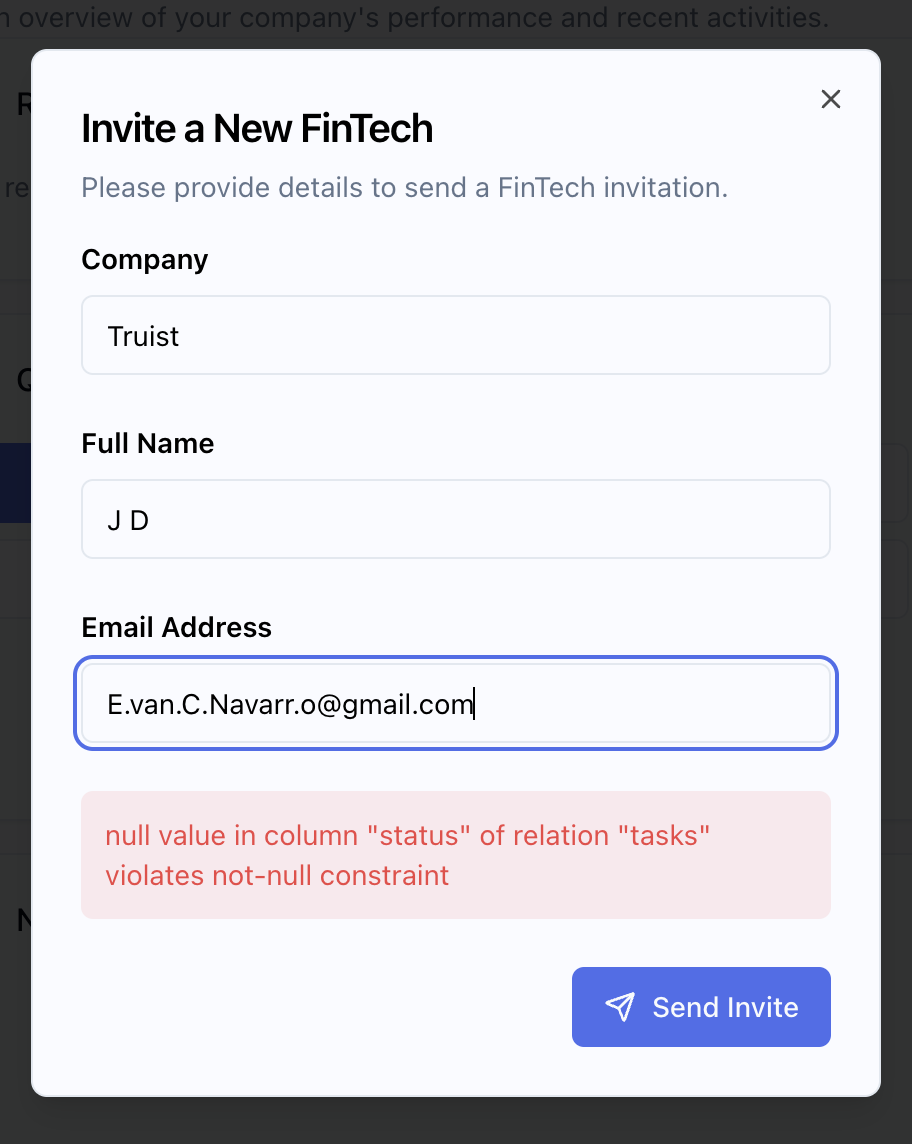 n overview of your company's performance and recent activities.
R
Invite a New FinTech
re
Please provide details to send a FinTech invitation.
Company
Truist
Q
Full Name
J D
Email Address
E.van.C.Navarr.o@gmail.com
null value in column "status" of relation "tasks"
violates not-null constraint
N
Send Invite